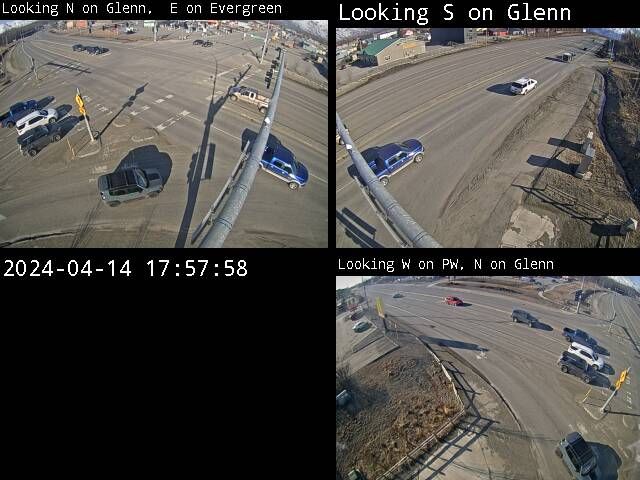 Looking N on Glenn,  E on Evergreen
Looking S on Glenn
2024-04-14 17:57:58
Looking W on PW, N on Glenn